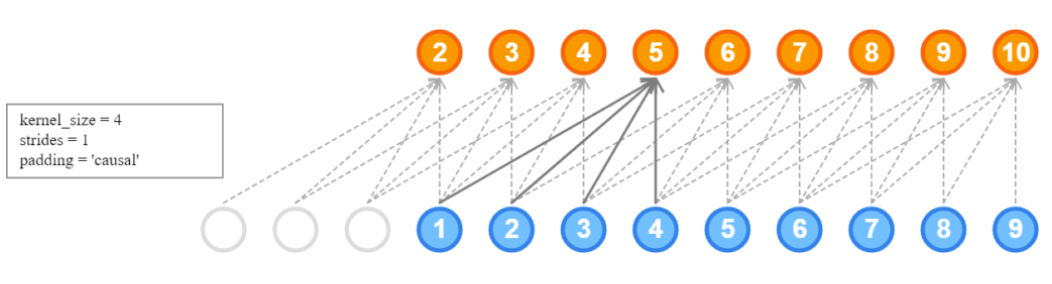 2 3 4 5 6 7 8 9 10
kernel_size = 4
strides = 1
padding = 'causal'
1 2 3 4 5 6 7 8 9